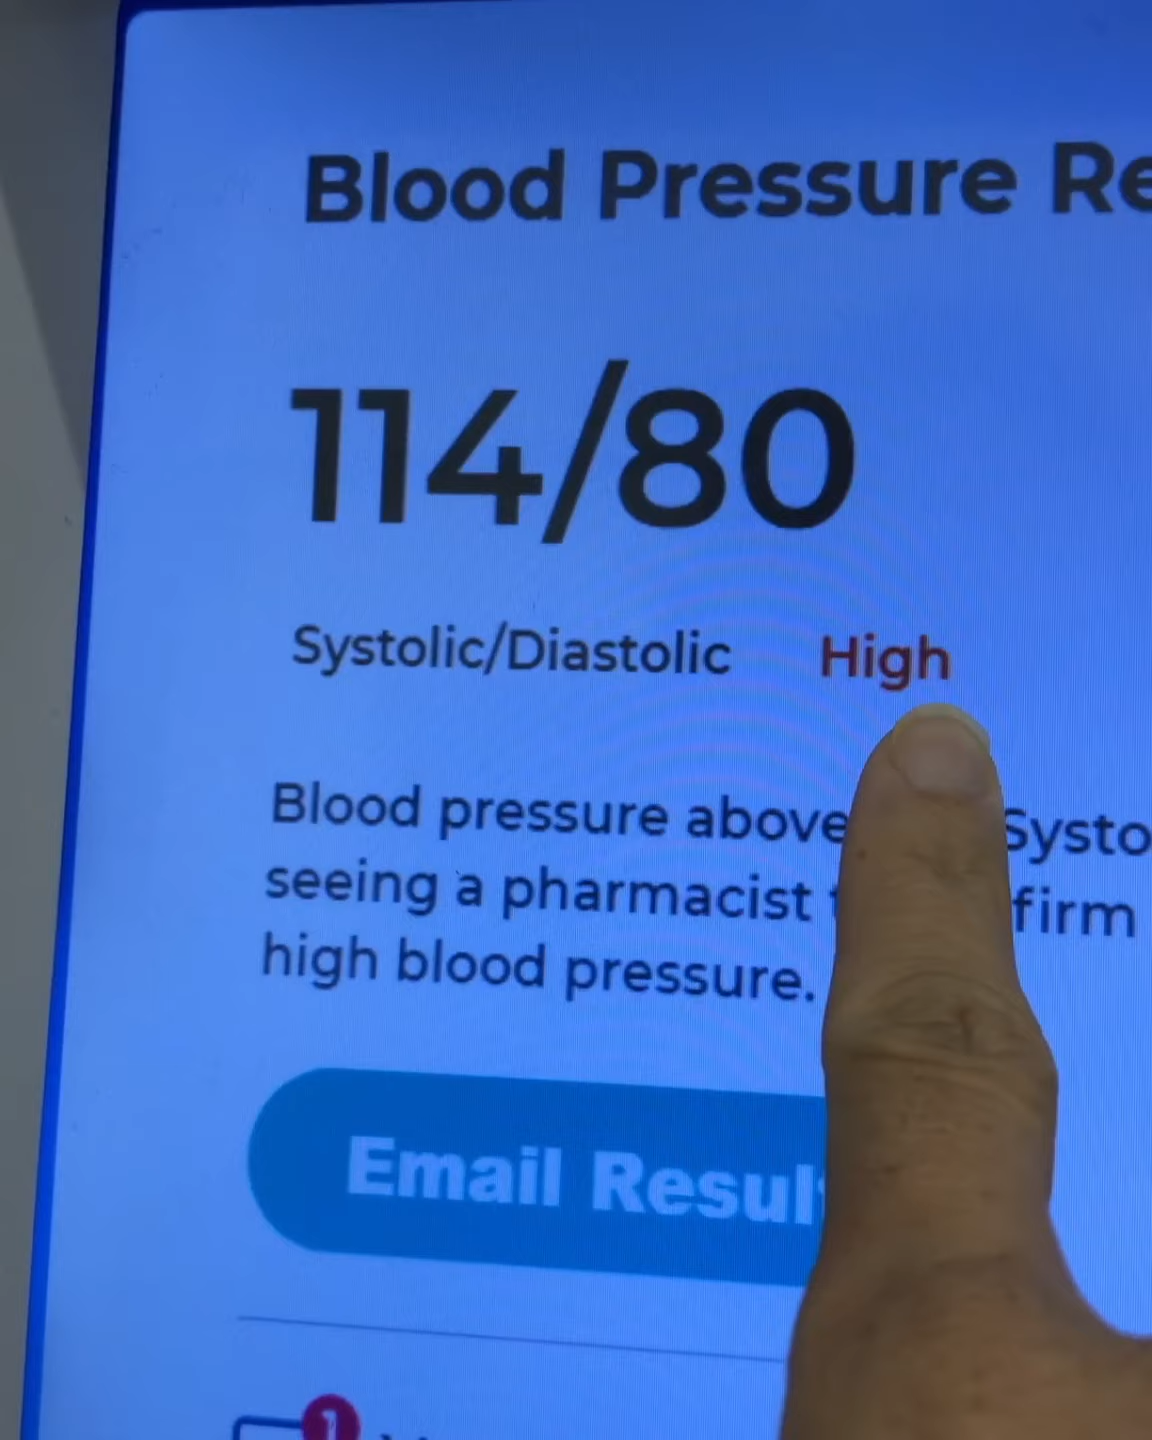 Blood Pressure Re
114/80
Systolic/Diastolic High
Blood pressure above Systo
seeing a pharmacist firm
high blood pressure.
Email Resul
1